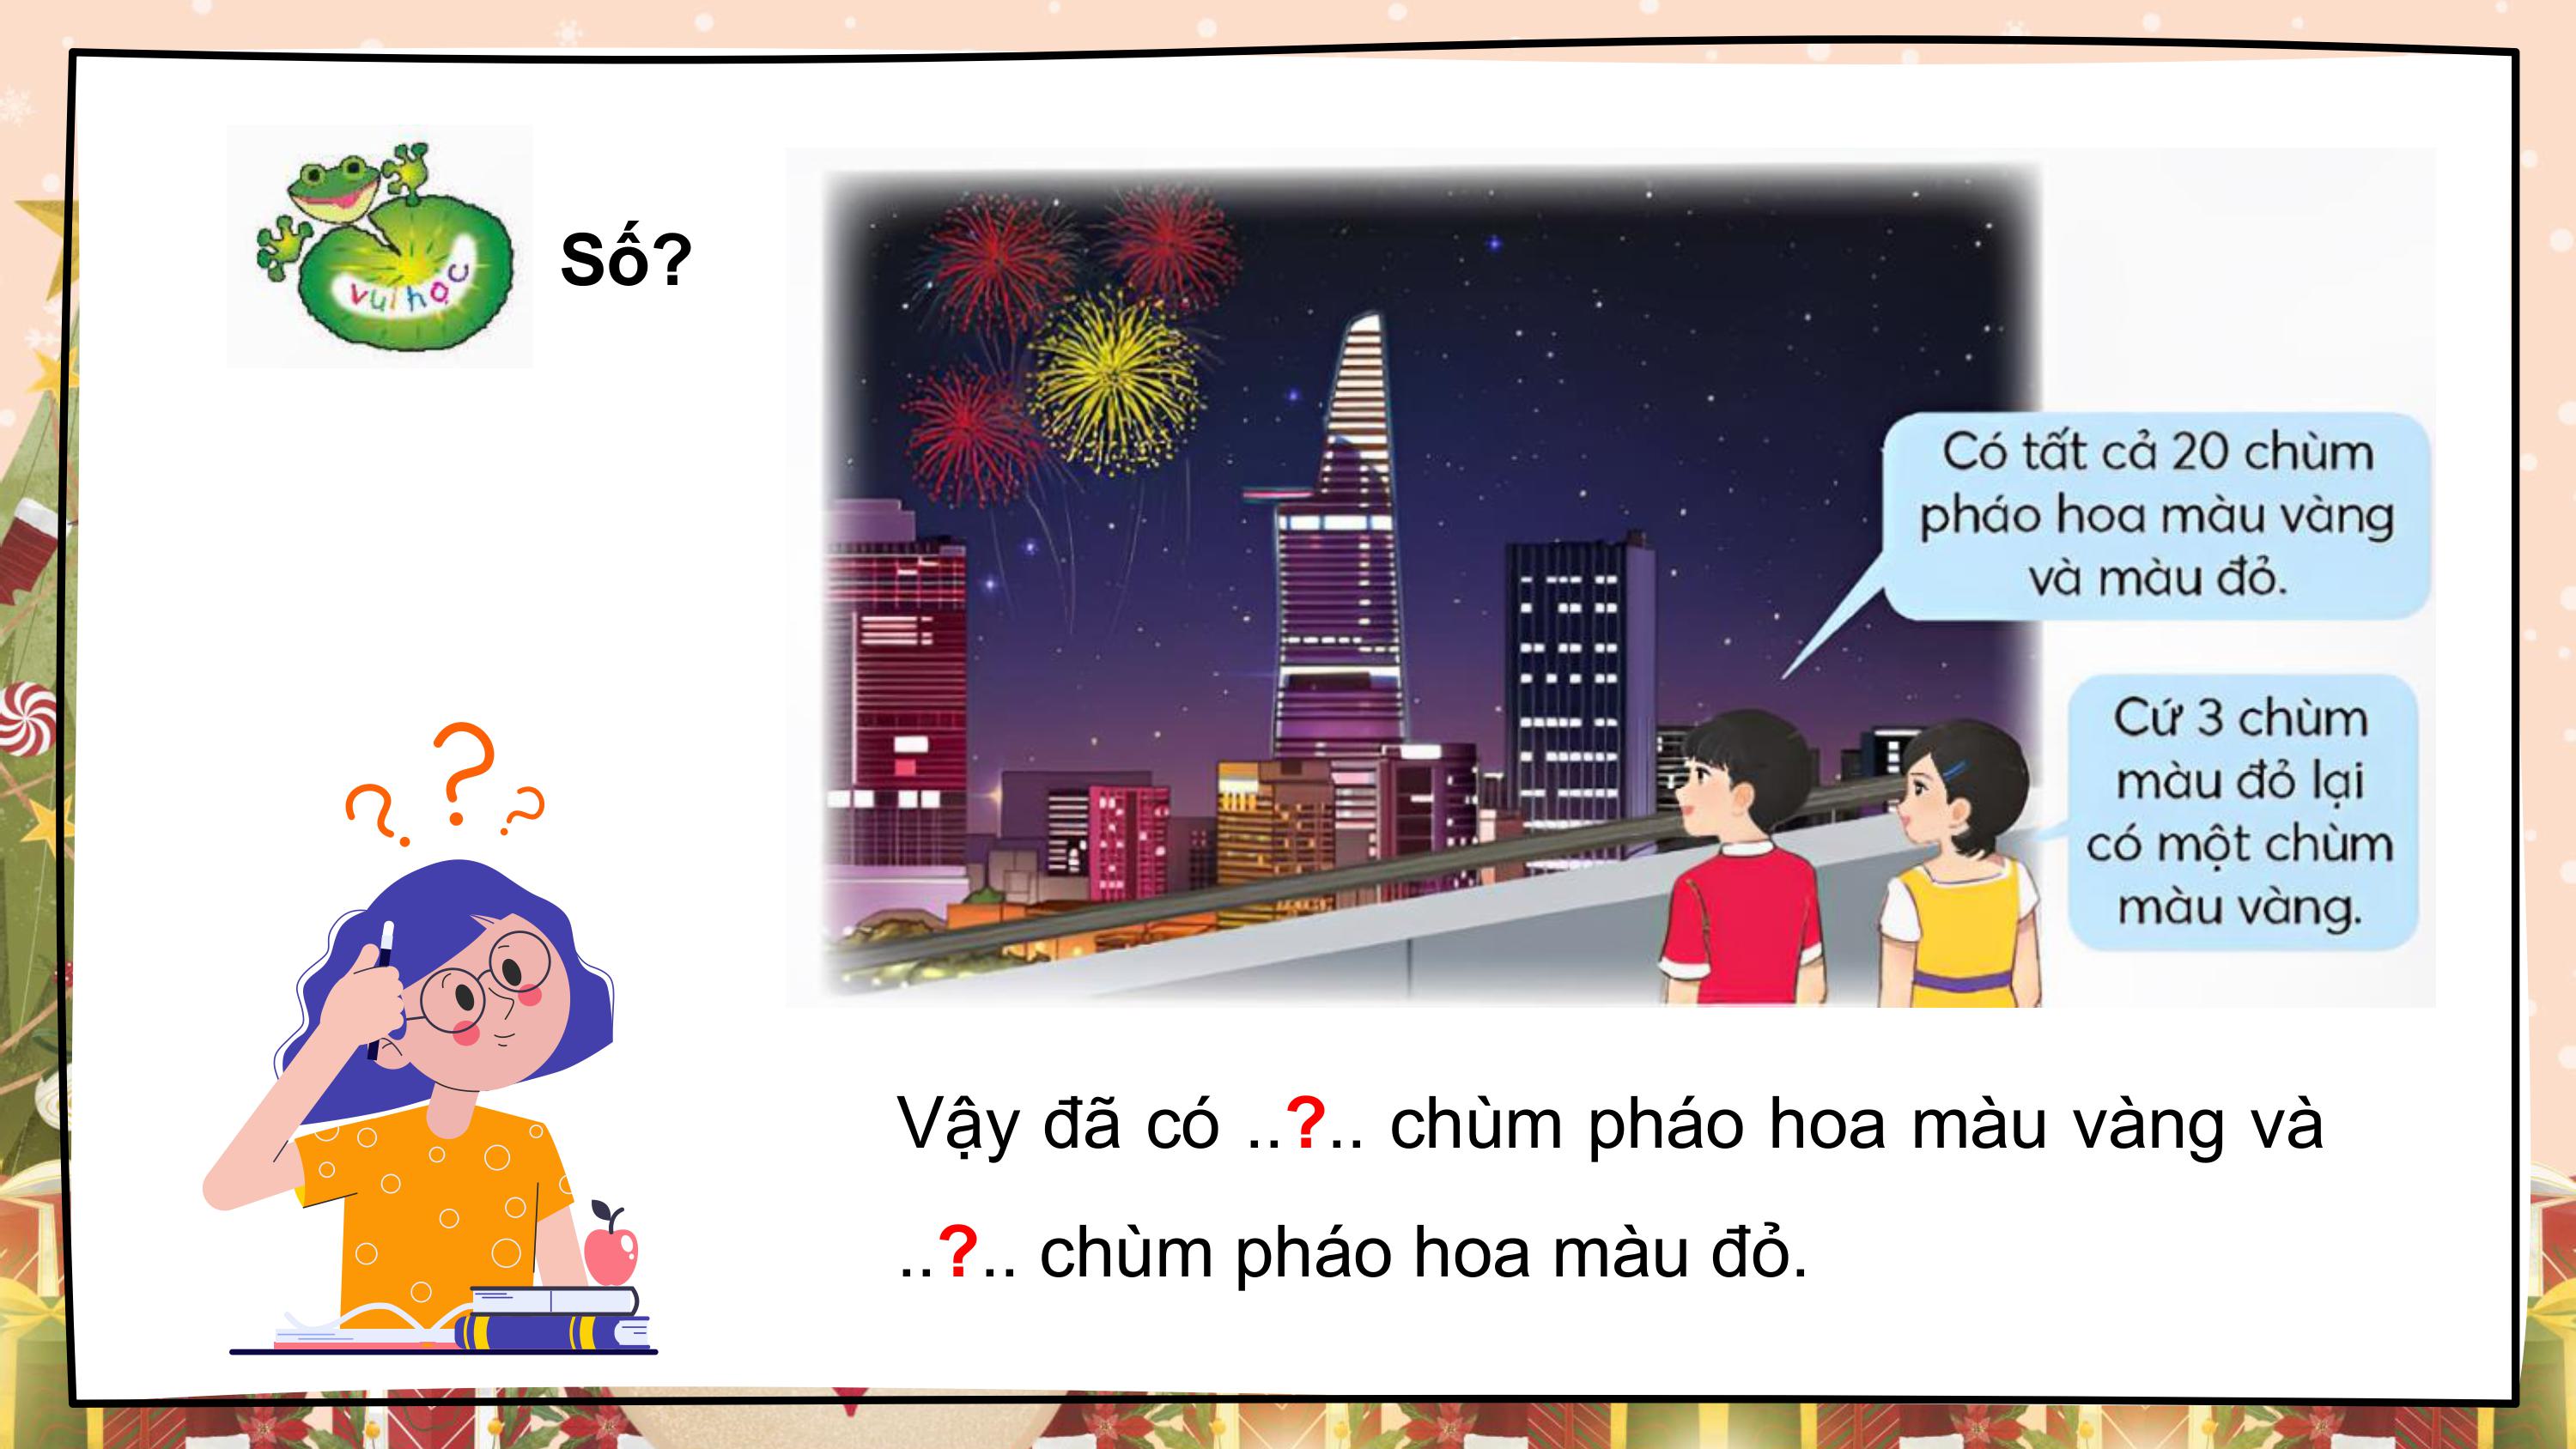 vui học
Số?
Có tất cả 20 chùm
pháo hoa màu vàng
và màu đỏ.
Cứ 3 chùm
màu đỏ lại
có một chùm
màu vàng.
Vậy đã có ..?.. chùm pháo hoa màu vàng và
..?.. chùm pháo hoa màu đỏ.